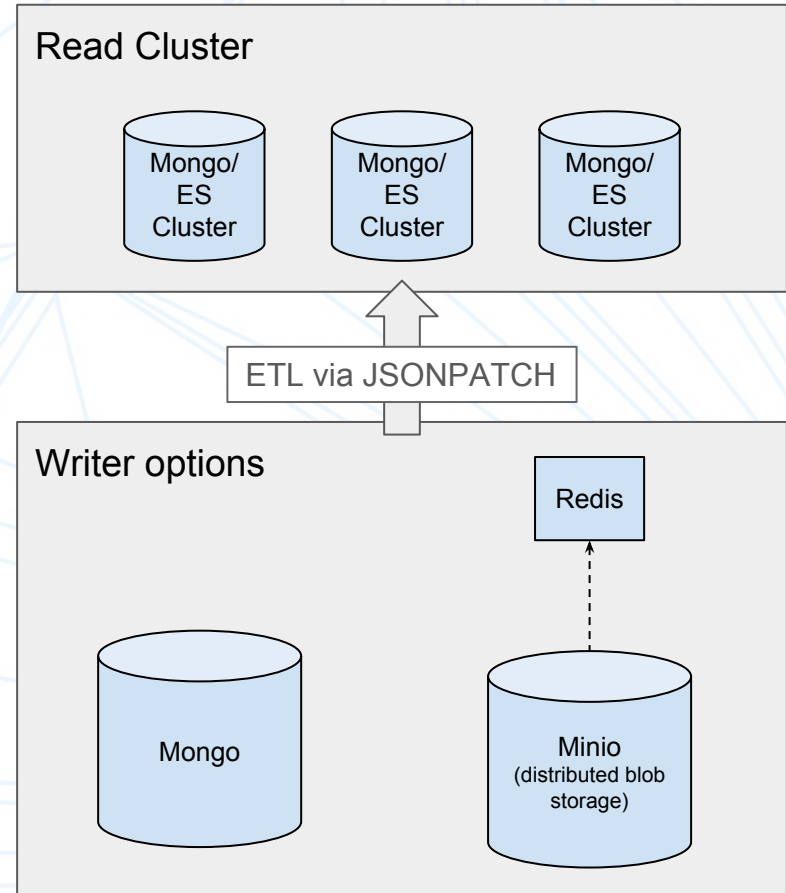 Read Cluster
Mongo/
ES
Cluster
Mongo/
ES
Cluster
Mongo/
ES
Cluster
ETL via JSONPATCH
Writer options
Redis
Mongo
Minio
(distributed blob
storage)